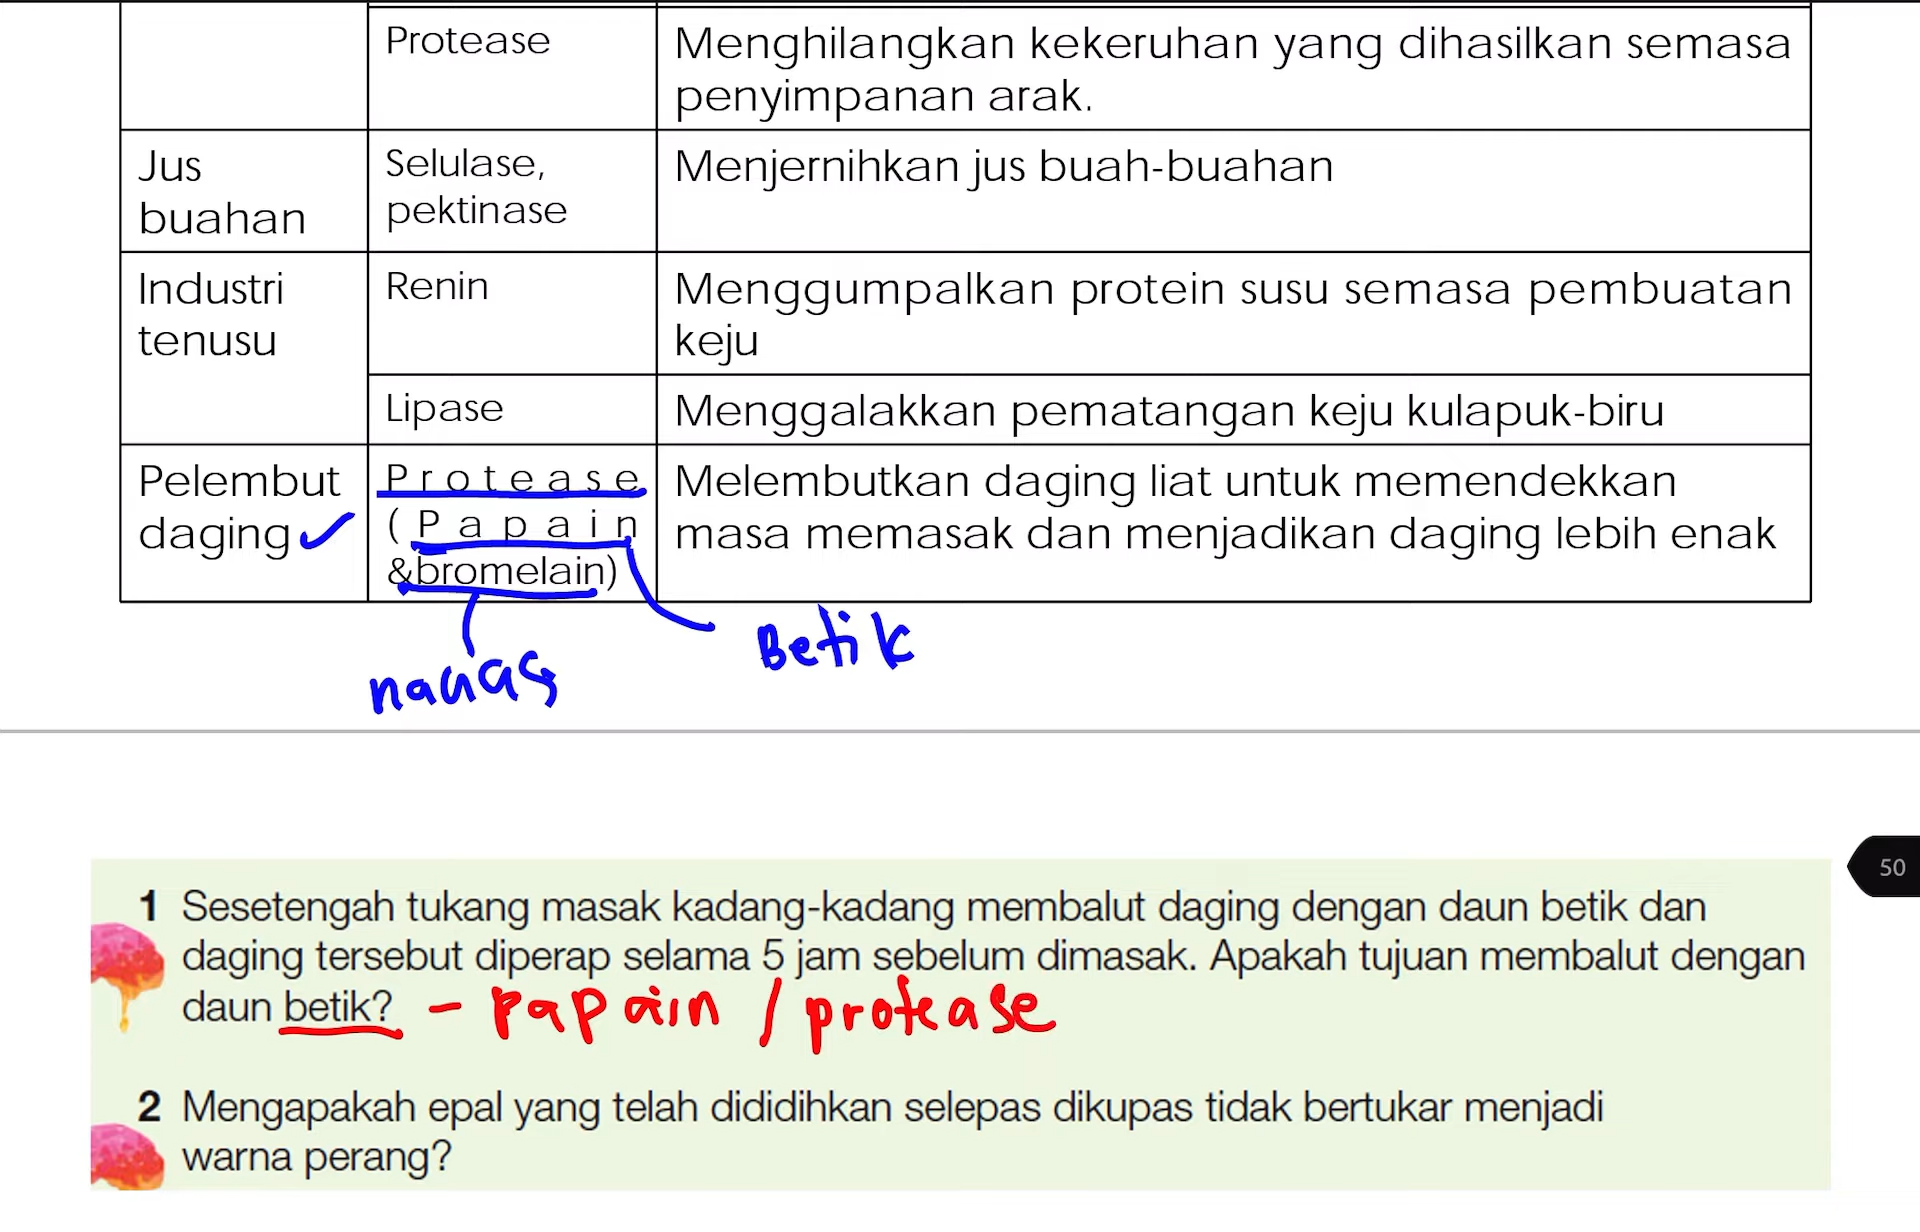 Protease
Menghilangkan kekeruhan yang dihasilkan semasa
penyimpanan arak.
Jus
buahan
Selulase,
pektinase
Menjernihkan jus buah-buahan
Industri
tenusu
Renin
Menggumpalkan protein susu semasa pembuatan
keju
Lipase
Menggalakkan pematangan keju kulapuk-biru
Pelembut
daging
Protease
(Papain
&bromelain)
Melembutkan daging liat untuk memendekkan
masa memasak dan menjadikan daging lebih enak
Betik
nanas
50
1 Sesetengah tukang masak kadang-kadang membalut daging dengan daun betik dan
daging tersebut diperap selama 5 jam sebelum dimasak. Apakah tujuan membalut dengan
daun betik? - papain / protease
2 Mengapakah epal yang telah dididihkan selepas dikupas tidak bertukar menjadi
warna perang?